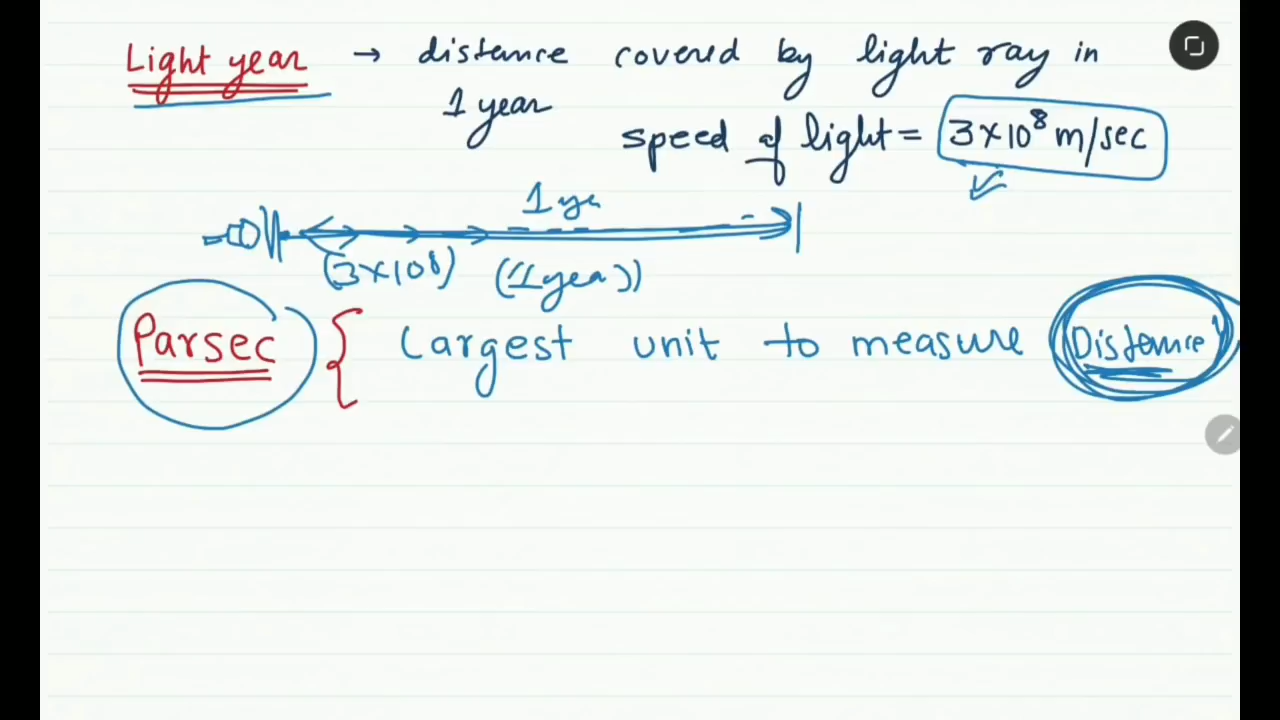 Light year → distance covered by light ray in
1 year
speed of light = 3×10⁸ m/sec
1 ye
(3×10⁸) (1 year)
Parsec { Largest unit to measure Distance